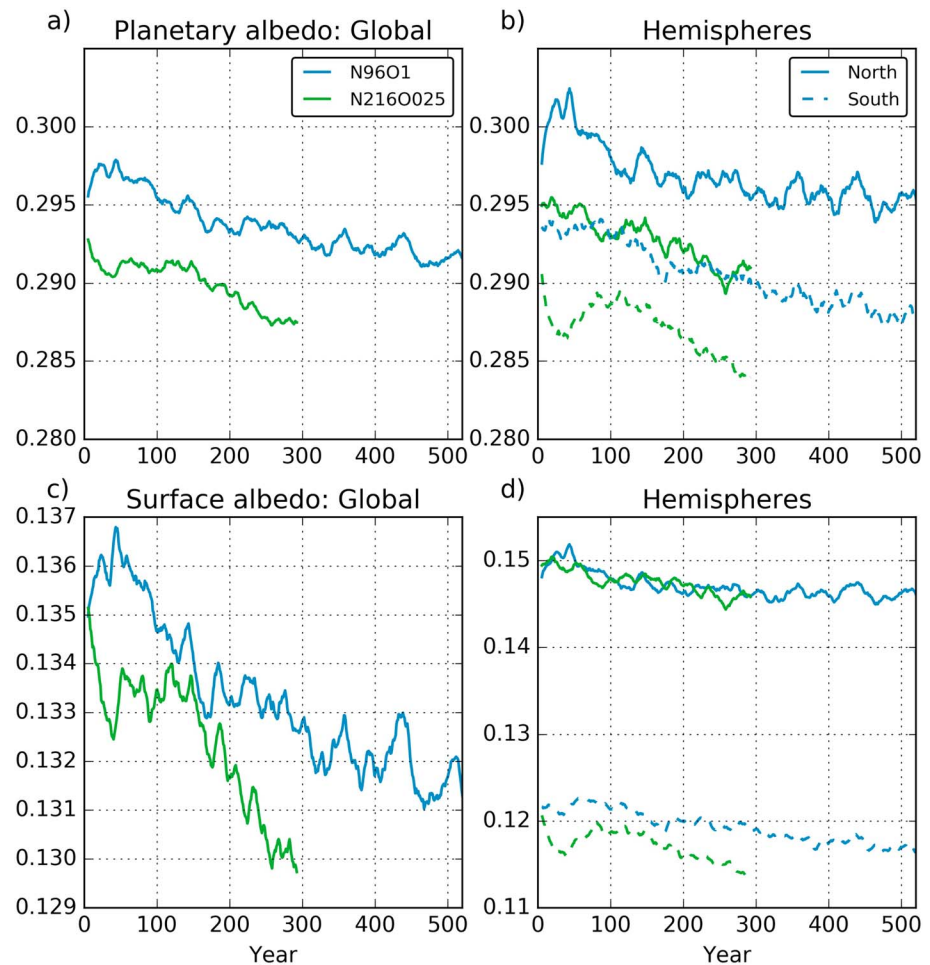 a)
Planetary albedo: Global
N96O1
N216O025
0.300
0.295
0.290
0.285
0.280
0 100 200 300 400 500
b)
Hemispheres
North
South
0.300
0.295
0.290
0.285
0.280
0 100 200 300 400 500
c)
Surface albedo: Global
0.137
0.136
0.135
0.134
0.133
0.132
0.131
0.130
0.129
0 100 200 300 400 500
Year
d)
Hemispheres
0.15
0.14
0.13
0.12
0.11
0 100 200 300 400 500
Year